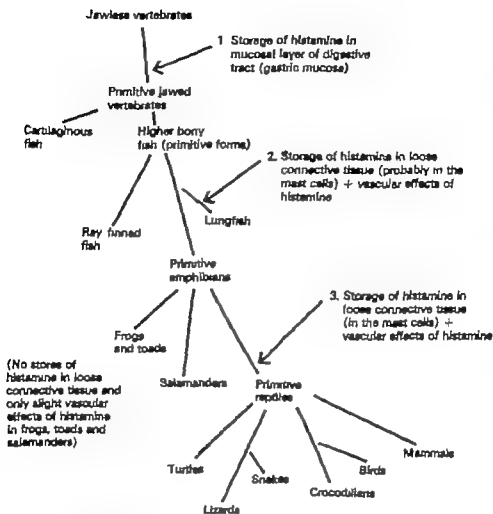 Jawless vertebrates
1 Storage of histamine in
mucosal layer of digestive
tract (gastric mucosa)
Primitive jawed
vertebrates
Cartilaginous
fish
Higher bony
fish (primitive forms)
2. Storage of histamine in loose
connective tissue (probably in the
mast cells) + vascular effects of
histamine
Lungfish
Ray finned
fish
Primitive
amphibians
3. Storage of histamine in
loose connective tissue
(in the mast cells) +
vascular effects of histamine
Frogs
and toads
(No stores of
histamine in loose
connective tissue and
only slight vascular
effects of histamine
in frogs, toads and
salamanders)
Salamanders
Primitive
reptiles
Mammals
Turtles
Snakes
Birds
Crocodilians
Lizards